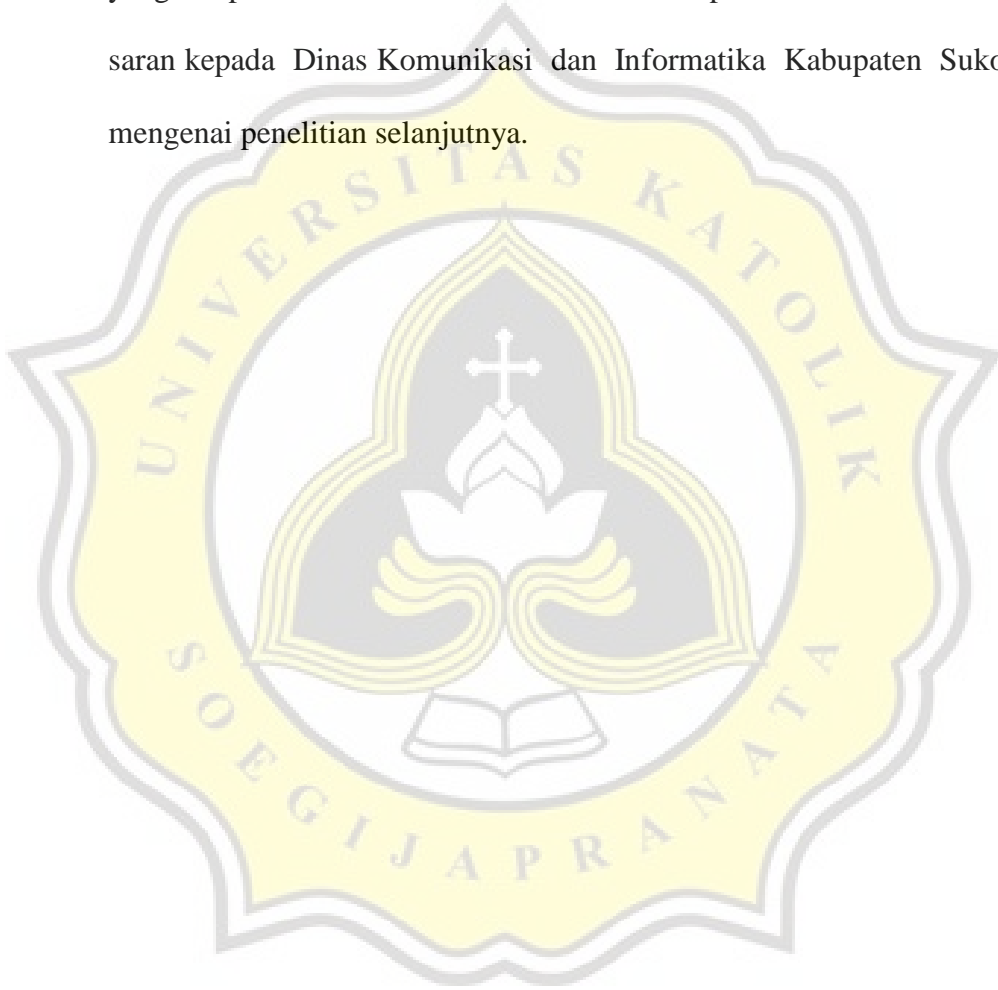 saran kepada Dinas Komunikasi dan Informatika Kabupaten
mengenai penelitian selanjutnya.
UNIVERSITAS KATOLIK
SOEGIJAPRANATA